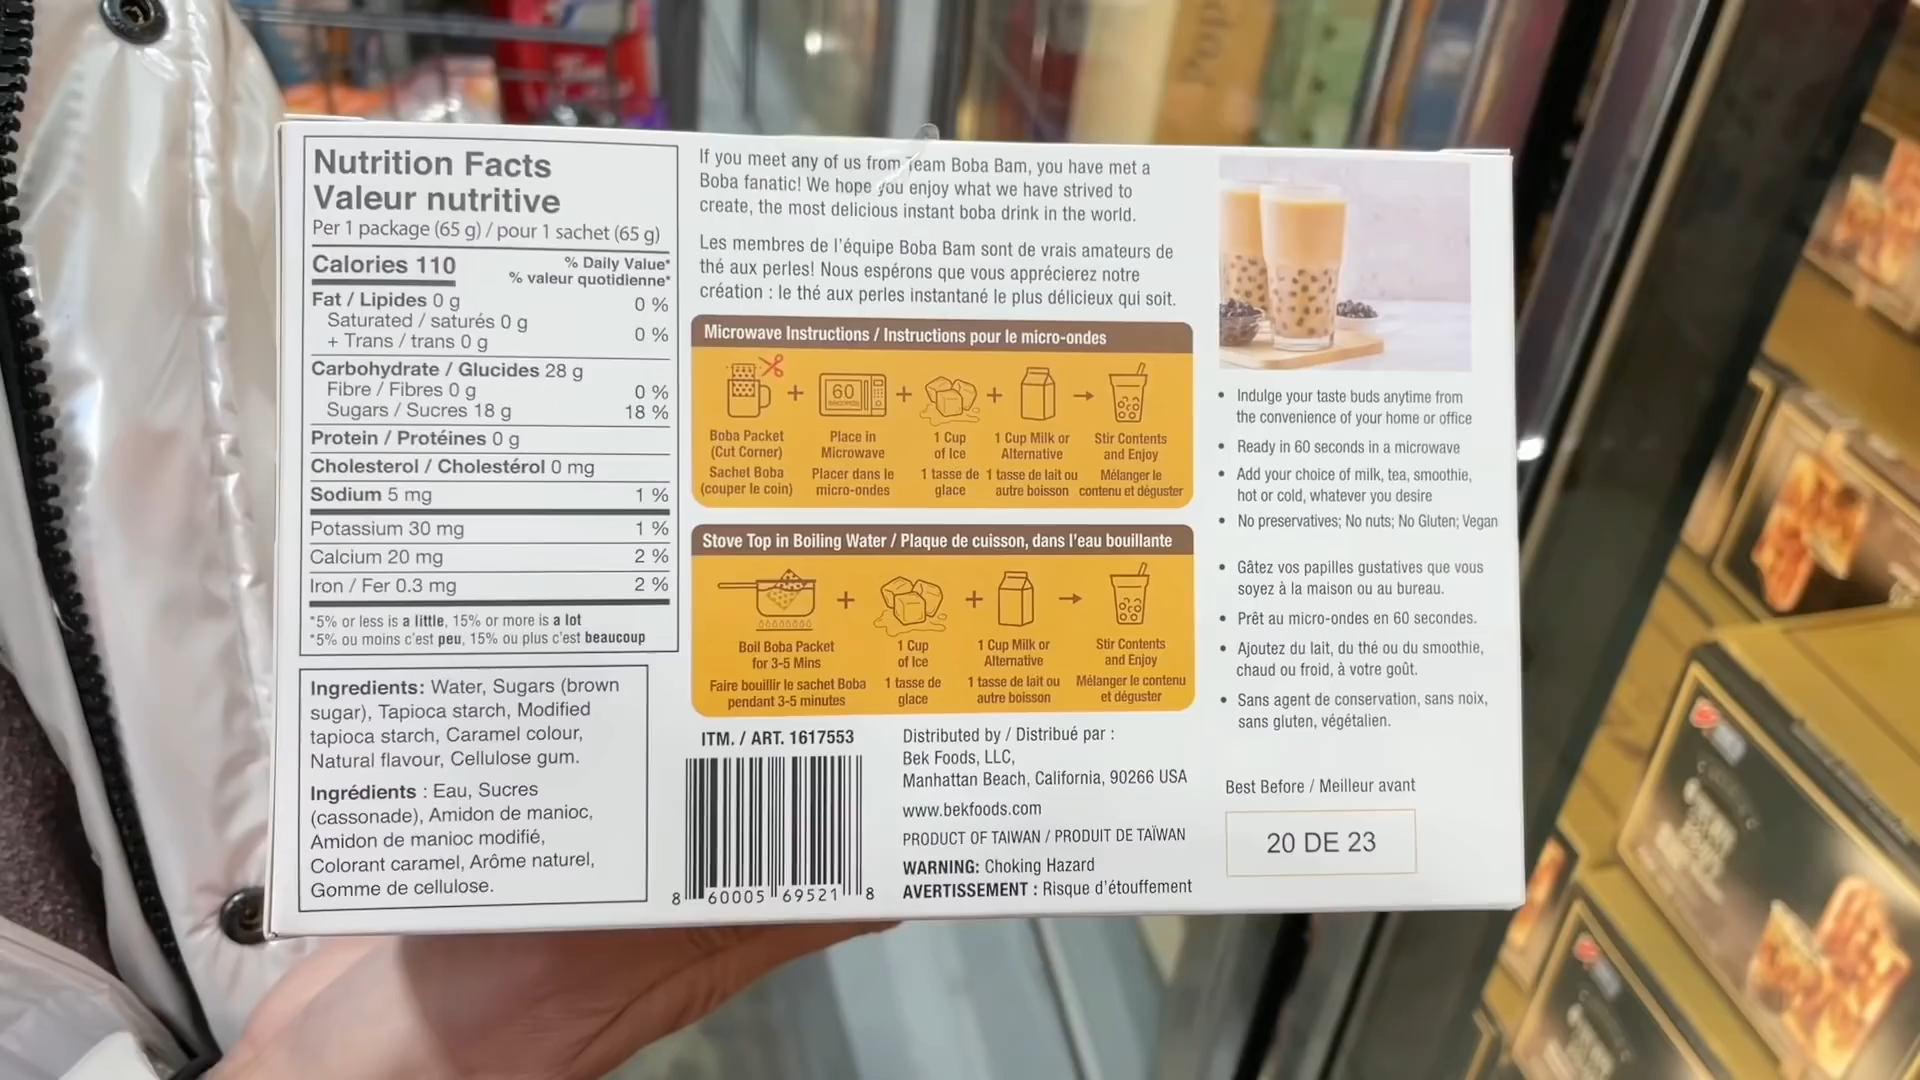 Nutrition Facts
Valeur nutritive
Per 1 package (65 g) / pour 1 sachet (65 g)
Calories 110
% Daily Value*
% valeur quotidienne*
Fat / Lipides 0 g 0 %
Saturated / saturés 0 g
+ Trans / trans 0 g 0 %
Carbohydrate / Glucides 28 g
Fibre / Fibres 0 g 0 %
Sugars / Sucres 18 g 18 %
Protein / Protéines 0 g
Cholesterol / Cholestérol 0 mg
Sodium 5 mg 1 %
Potassium 30 mg 1 %
Calcium 20 mg 2 %
Iron / Fer 0.3 mg 2 %
*5% or less is a little, 15% or more is a lot
*5% ou moins c'est peu, 15% ou plus c'est beaucoup
Ingredients: Water, Sugars (brown
sugar), Tapioca starch, Modified
tapioca starch, Caramel colour,
Natural flavour, Cellulose gum.
Ingrédients : Eau, Sucres
(cassonade), Amidon de manioc,
Amidon de manioc modifié,
Colorant caramel, Arôme naturel,
Gomme de cellulose.
If you meet any of us from Team Boba Bam, you have met a
Boba fanatic! We hope you enjoy what we have strived to
create, the most delicious instant boba drink in the world.
Les membres de l'équipe Boba Bam sont de vrais amateurs de
thé aux perles! Nous espérons que vous apprécierez notre
création : le thé aux perles instantané le plus délicieux qui soit.
Microwave Instructions / Instructions pour le micro-ondes
60
seconds
Boba Packet
(Cut Corner)
Sachet Boba
(couper le coin)
Place in
Microwave
Placer dans le
micro-ondes
1 Cup
of Ice
1 tasse de
glace
1 Cup Milk or
Alternative
1 tasse de lait ou
autre boisson
Stir Contents
and Enjoy
Mélanger le
contenu et déguster
Stove Top in Boiling Water / Plaque de cuisson, dans l'eau bouillante
Boil Boba Packet
for 3-5 Mins
Faire bouillir le sachet Boba
pendant 3-5 minutes
1 Cup
of Ice
1 tasse de
glace
1 Cup Milk or
Alternative
1 tasse de lait ou
autre boisson
Stir Contents
and Enjoy
Mélanger le contenu
et déguster
ITM. / ART. 1617553
8 60005 69521 8
Distributed by / Distribué par :
Bek Foods, LLC,
Manhattan Beach, California, 90266 USA
www.bekfoods.com
PRODUCT OF TAIWAN / PRODUIT DE TAÏWAN
WARNING: Choking Hazard
AVERTISSEMENT : Risque d'étouffement
• Indulge your taste buds anytime from
the convenience of your home or office
• Ready in 60 seconds in a microwave
• Add your choice of milk, tea, smoothie,
hot or cold, whatever you desire
• No preservatives; No nuts; No Gluten; Vegan
• Gâtez vos papilles gustatives que vous
soyez à la maison ou au bureau.
• Prêt au micro-ondes en 60 secondes.
• Ajoutez du lait, du thé ou du smoothie,
chaud ou froid, à votre goût.
• Sans agent de conservation, sans noix,
sans gluten, végétalien.
Best Before / Meilleur avant
20 DE 23